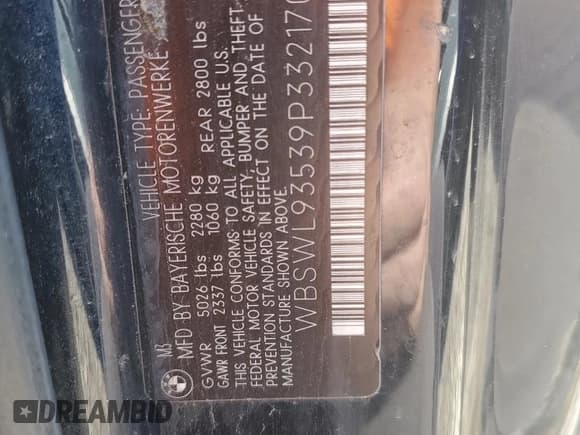 VEHICLE TYPE: PASSENGER
M3 MFD BY BAYERISCHE MOTORENWERKE
GVWR 5026 lbs 2280 kg
GAWR FRONT 2337 lbs 1060 kg REAR 2800 lbs
THIS VEHICLE CONFORMS TO ALL APPLICABLE U.S.
FEDERAL MOTOR VEHICLE SAFETY, BUMPER AND THEFT
PREVENTION STANDARDS IN EFFECT ON THE DATE OF
MANUFACTURE SHOWN ABOVE.
WBSWL93539P33217
BMW
DREAMBID